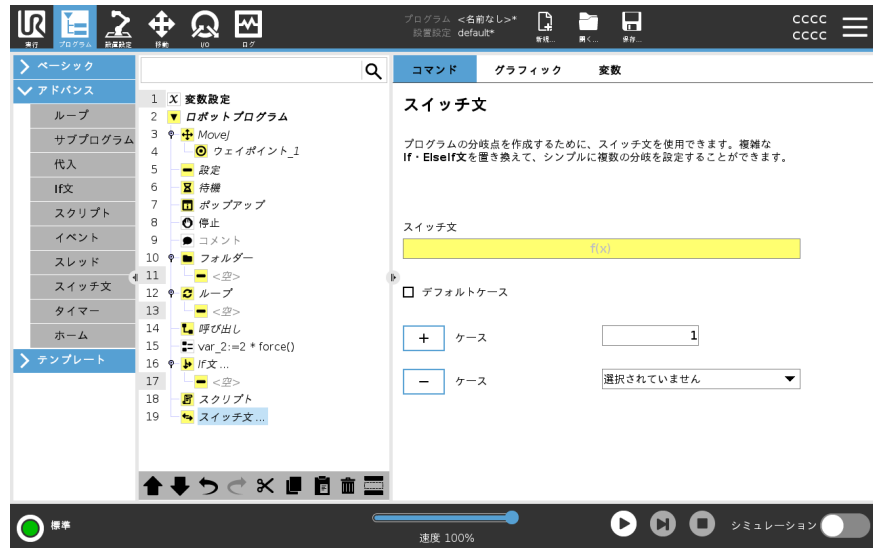 プログラム <名前なし>*
設置設定 default*
UR
実行
プログラム
設置設定
移動
I/O
ログ
新規...
開く...
保存...
cccc
cccc
ベーシック
アドバンス
ループ
サブプログラム
代入
If文
スクリプト
イベント
スレッド
スイッチ文
タイマー
ホーム
テンプレート
1 X 変数設定
2 ロボットプログラム
3 MoveJ
4 ウェイポイント_1
5 設定
6 待機
7 ポップアップ
8 停止
9 コメント
10 フォルダー
11 <空>
12 ループ
13 <空>
14 呼び出し
15 var_2:=2 * force()
16 If文 ...
17 <空>
18 スクリプト
19 スイッチ文 ...
コマンド
グラフィック
変数
スイッチ文
プログラムの分岐点を作成するために、スイッチ文を使用できます。複雑な
If・ElseIf文を置き換えて、シンプルに複数の分岐を設定することができます。
スイッチ文
f(x)
デフォルトケース
+ ケース 1
− ケース 選択されていません
標準
速度 100%
シミュレーション